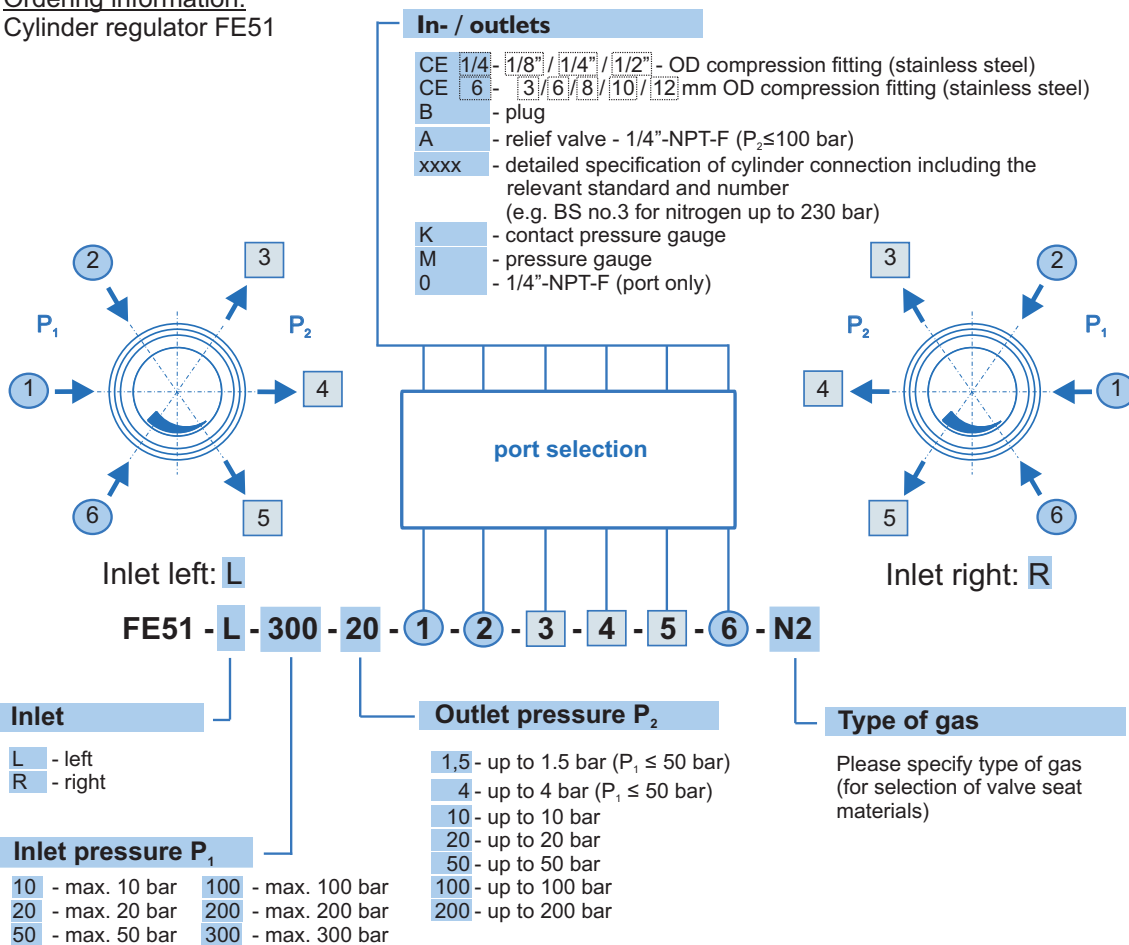 Ordering information:
Cylinder regulator FE51
In- / outlets
CE 1/4 - 1/8” / 1/4” / 1/2” - OD compression fitting (stainless steel)
CE 6 - 3/6/8/10/12 mm OD compression fitting (stainless steel)
B - plug
A - relief valve - 1/4”-NPT-F (P₂≤100 bar)
xxxx - detailed specification of cylinder connection including the
relevant standard and number
(e.g. BS no.3 for nitrogen up to 230 bar)
K - contact pressure gauge
M - pressure gauge
0 - 1/4”-NPT-F (port only)
2 3
P₁ P₂
1 4
6 5
Inlet left: L
port selection
3 2
P₂ P₁
4 1
5 6
Inlet right: R
FE51 - L - 300 - 20 - 1 - 2 - 3 - 4 - 5 - 6 - N2
Inlet
L - left
R - right
Inlet pressure P₁
10 - max. 10 bar 100 - max. 100 bar
20 - max. 20 bar 200 - max. 200 bar
50 - max. 50 bar 300 - max. 300 bar
Outlet pressure P₂
1,5 - up to 1.5 bar (P₁ ≤ 50 bar)
4 - up to 4 bar (P₁ ≤ 50 bar)
10 - up to 10 bar
20 - up to 20 bar
50 - up to 50 bar
100 - up to 100 bar
200 - up to 200 bar
Type of gas
Please specify type of gas
(for selection of valve seat
materials)